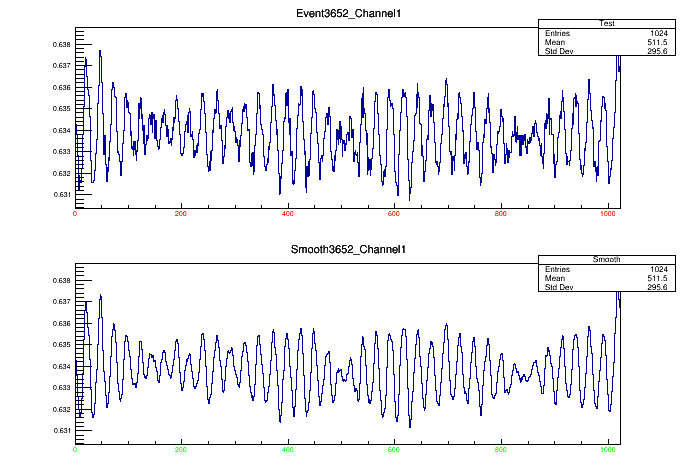 Event3652_Channel1
Test
Entries 1024
Mean 511.5
Std Dev 295.6
0.638
0.637
0.636
0.635
0.634
0.633
0.632
0.631
0 200 400 600 800 1000
Smooth3652_Channel1
Smooth
Entries 1024
Mean 511.5
Std Dev 295.6
0.638
0.637
0.636
0.635
0.634
0.633
0.632
0.631
0 200 400 600 800 1000